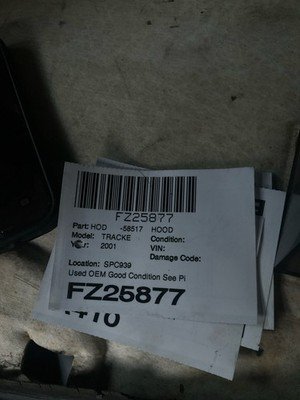 FZ25877
Part: HOD -58517 HOOD
Model: TRACKE Condition:
Year: 2001 VIN:
Damage Code:
Location: SPC939
Used OEM Good Condition See Pi
FZ25877